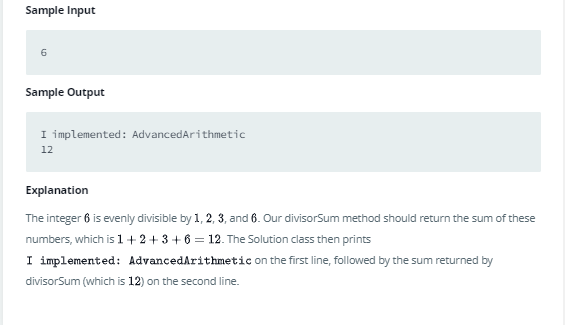 Sample Input
6
Sample Output
I implemented: AdvancedArithmetic
12
Explanation
The integer 6 is evenly divisible by 1, 2, 3, and 6. Our divisorSum method should return the sum of these
numbers, which is 1 + 2 + 3 + 6 = 12. The Solution class then prints
I implemented: AdvancedArithmetic on the first line, followed by the sum returned by
divisorSum (which is 12) on the second line.